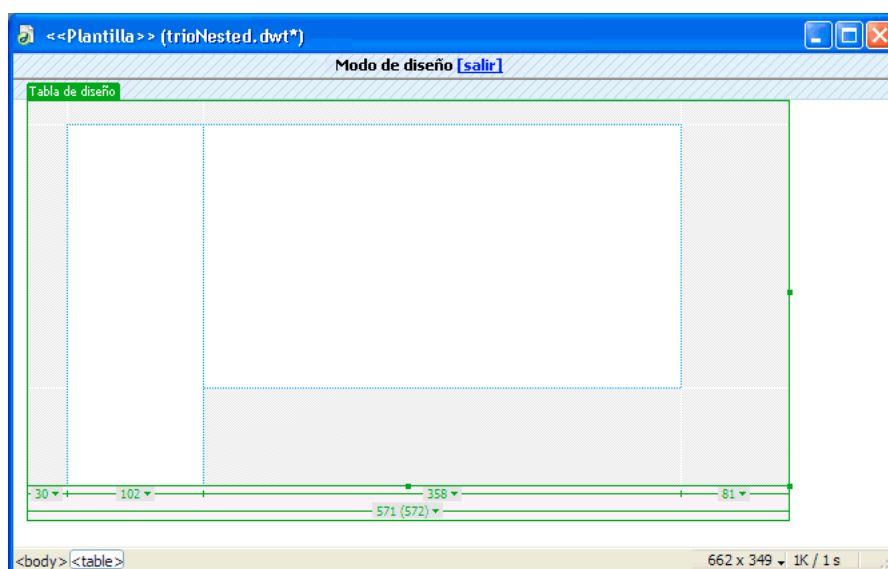 <<Plantilla>> (trioNested.dwt*)
Modo de diseño [salir]
Tabla de diseño
30 102 358 81
571 (572)
<body> <table> 662 x 349 1K / 1 s